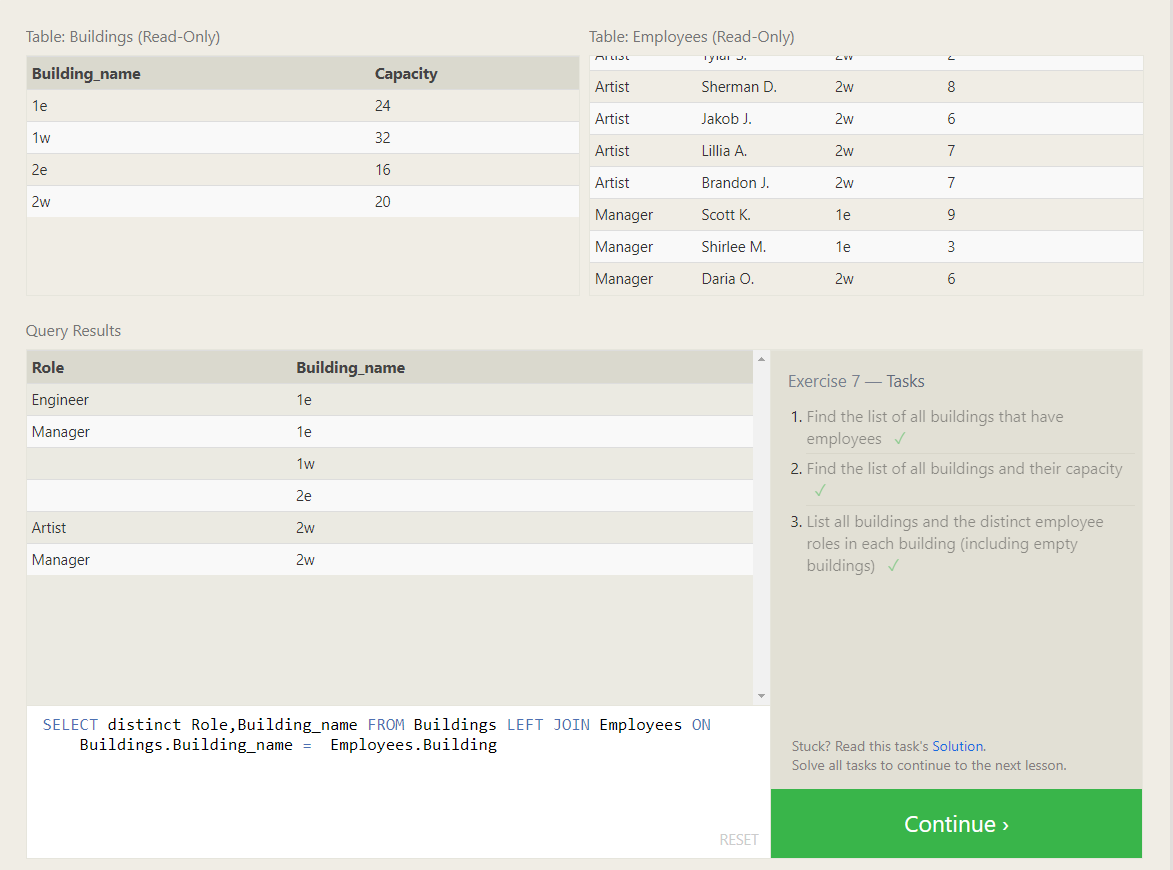 Table: Buildings (Read-Only)
Building_name Capacity
1e 24
1w 32
2e 16
2w 20
Table: Employees (Read-Only)
Artist Tylar S. 2w 2
Artist Sherman D. 2w 8
Artist Jakob J. 2w 6
Artist Lillia A. 2w 7
Artist Brandon J. 2w 7
Manager Scott K. 1e 9
Manager Shirlee M. 1e 3
Manager Daria O. 2w 6
Query Results
Role Building_name
Engineer 1e
Manager 1e
1w
2e
Artist 2w
Manager 2w
SELECT distinct Role,Building_name FROM Buildings LEFT JOIN Employees ON
Buildings.Building_name = Employees.Building
RESET
Exercise 7 — Tasks
1. Find the list of all buildings that have
employees ✓
2. Find the list of all buildings and their capacity
✓
3. List all buildings and the distinct employee
roles in each building (including empty
buildings) ✓
Stuck? Read this task's Solution.
Solve all tasks to continue to the next lesson.
Continue ›